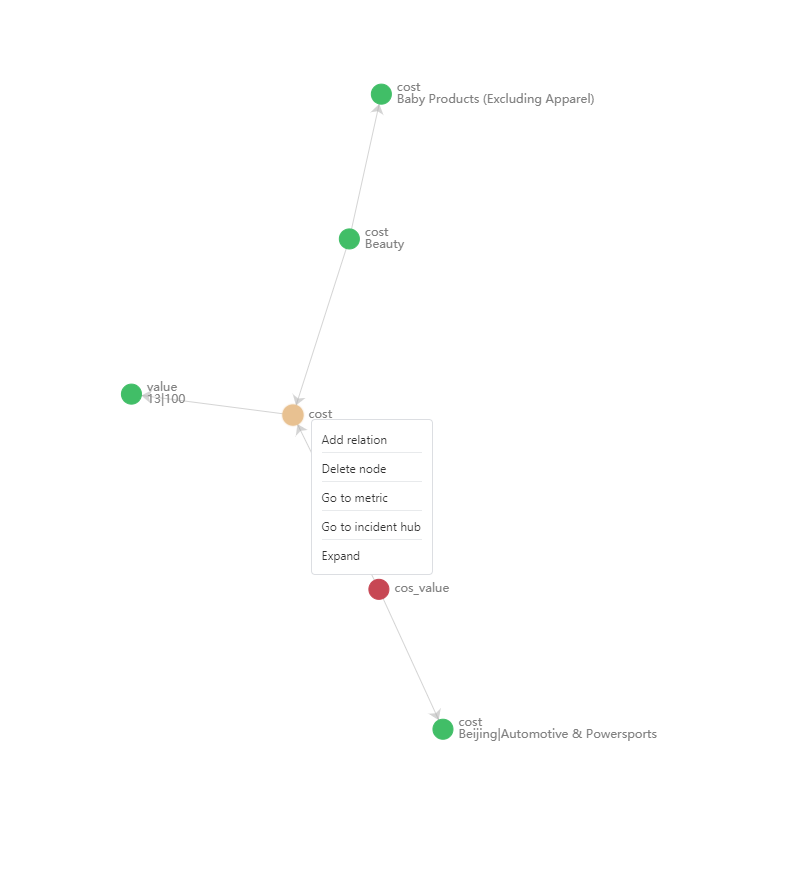 cost
Baby Products (Excluding Apparel)
cost
Beauty
value
13|100
cost
Add relation
Delete node
Go to metric
Go to incident hub
Expand
cos_value
cost
Beijing|Automotive & Powersports